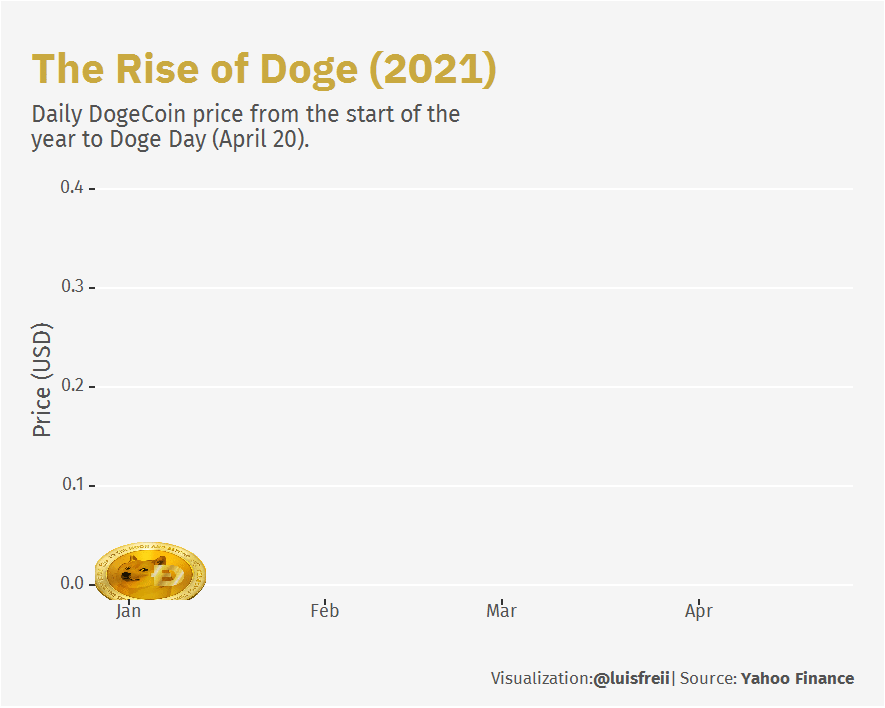 The Rise of Doge (2021)
Daily DogeCoin price from the start of the
year to Doge Day (April 20).
0.4
0.3
0.2
0.1
0.0
Price (USD)
Jan Feb Mar Apr
Visualization:@luisfreii| Source: Yahoo Finance